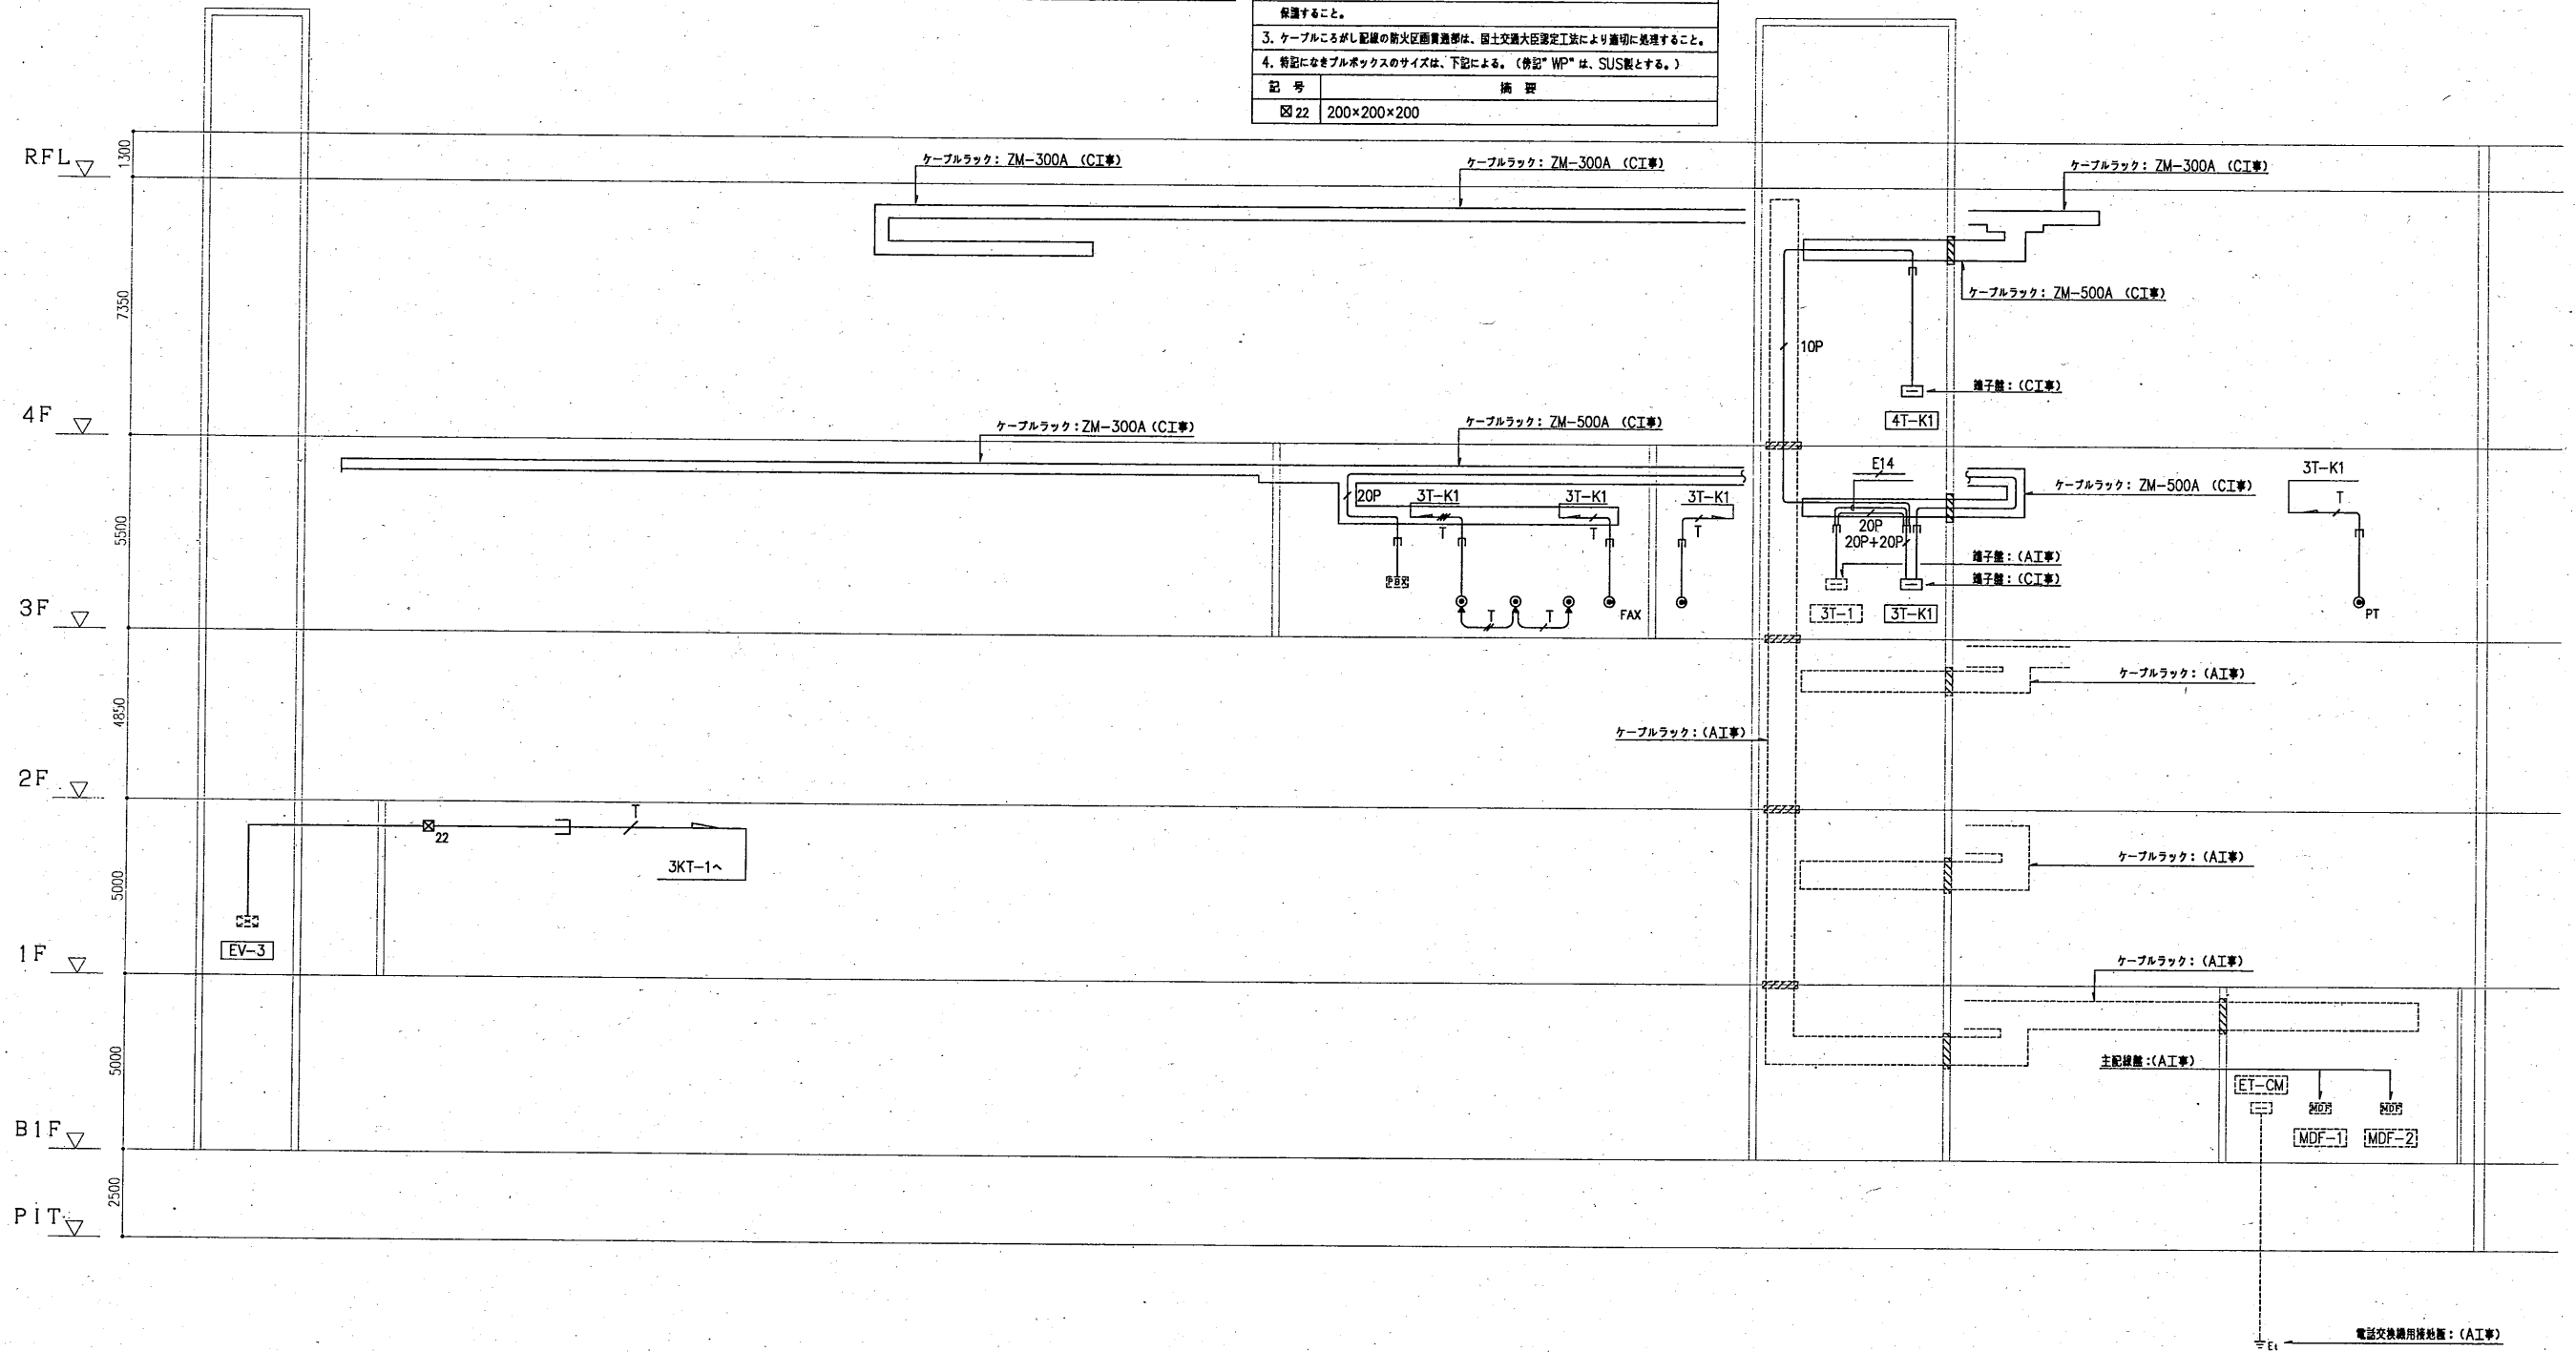 保護すること。
3. ケーブルころがし配線の防火区画貫通部は、国土交通大臣認定工法により適切に処理すること。
4. 特記になきプルボックスのサイズは、下記による。(傍記"WP"は、SUS製とする。)
記 号 摘 要
22 200×200×200
RFL
1300
ケーブルラック: ZM-300A (C工事)
ケーブルラック: ZM-300A (C工事)
ケーブルラック: ZM-300A (C工事)
ケーブルラック: ZM-500A (C工事)
7350
10P
端子盤: (C工事)
4T-K1
4F
ケーブルラック: ZM-300A (C工事)
ケーブルラック: ZM-500A (C工事)
E14
3T-K1
ケーブルラック: ZM-500A (C工事)
20P
3T-K1
3T-K1
3T-K1
T
T
T
T
20P
20P+20P
5500
端子盤: (A工事)
端子盤: (C工事)
PBX
T
T
FAX
3T-1
3T-K1
PT
3F
ケーブルラック: (A工事)
4850
ケーブルラック: (A工事)
2F
T
22
3KT-1へ
ケーブルラック: (A工事)
5000
EV-3
1F
ケーブルラック: (A工事)
5000
主配線盤: (A工事)
ET-CM
MDF
MDF
MDF-1
MDF-2
B1F
2500
PIT
Et
電話交換機用接地極: (A工事)